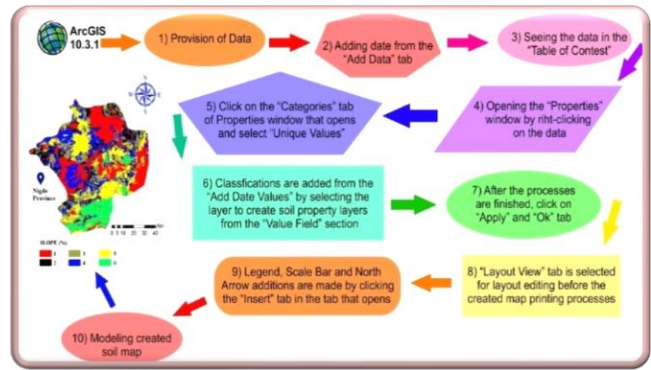 ArcGIS
10.3.1
1) Provision of Data
2) Adding date from the
"Add Data" tab
3) Seeing the data in the
"Table of Contest"
4) Opening the "Properties"
window by riht-clicking
on the data
5) Click on the "Categories" tab
of Properties window that opens
and select "Unique Values"
6) Classfications are added from the
"Add Date Values" by selecting the
layer to create soil property layers
from the "Value Field" section
7) After the processes
are finished, click on
"Apply" and "Ok" tab
8) "Layout View" tab is selected
for layout editing before the
created map printing processes
9) Legend, Scale Bar and North
Arrow additions are made by clicking
the "Insert" tab in the tab that opens
10) Modeling created
soil map
Niğde
Province
SLOPE (%)